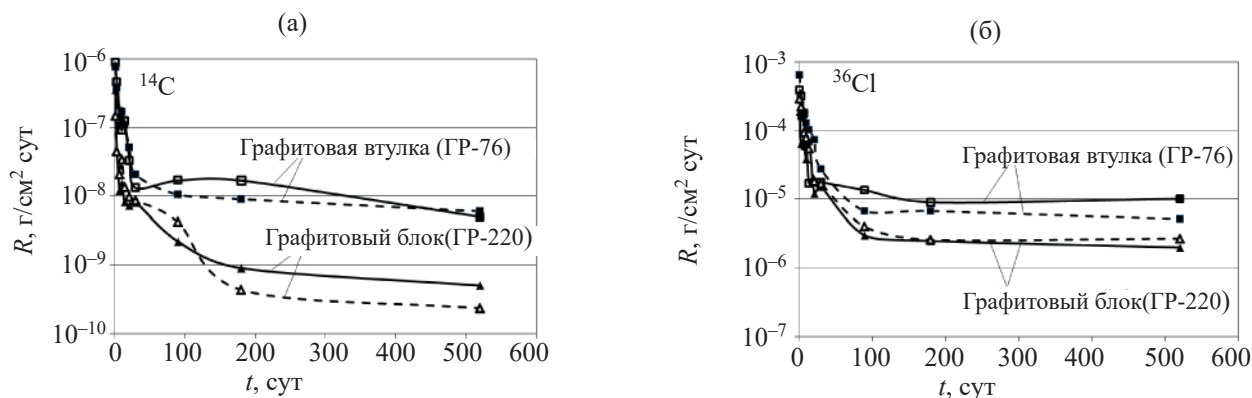 (а)
10⁻⁶
10⁻⁷
10⁻⁸
10⁻⁹
10⁻¹⁰
R, г/см² сут
¹⁴C
Графитовая втулка (ГР-76)
Графитовый блок(ГР-220)
0 100 200 300 400 500 600
t, сут
(б)
10⁻³
10⁻⁴
10⁻⁵
10⁻⁶
10⁻⁷
R, г/см² сут
³⁶Cl
Графитовая втулка (ГР-76)
Графитовый блок(ГР-220)
0 100 200 300 400 500 600
t, сут